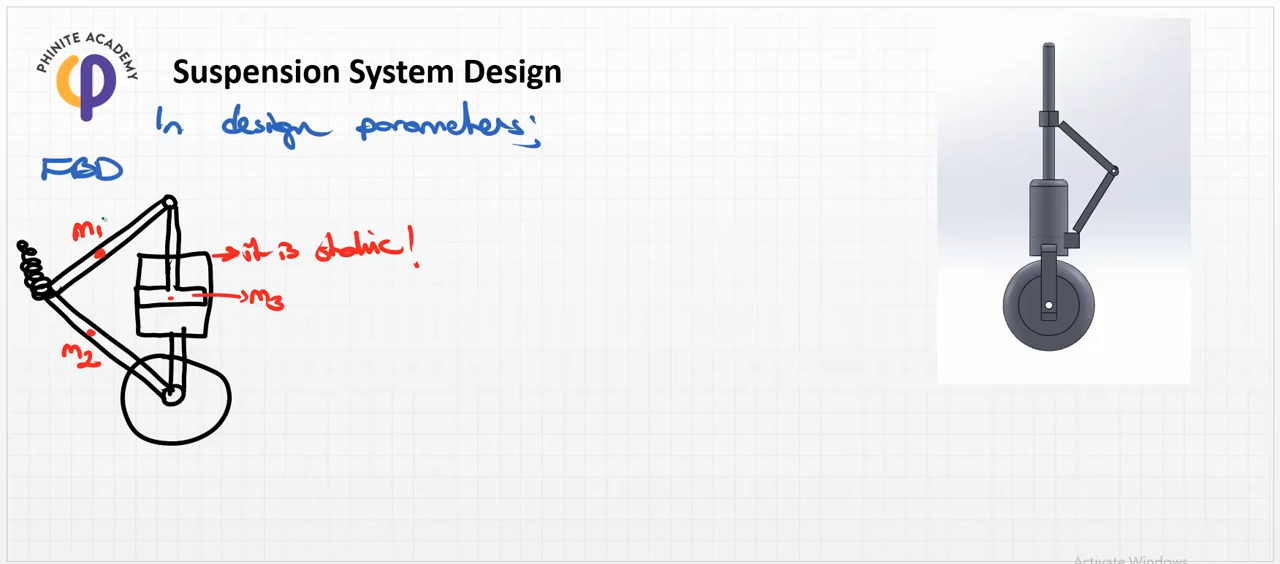 PHINITE ACADEMY
Suspension System Design
In design parameters;
FBD
m1
it is static!
m3
m2
Activate Windows